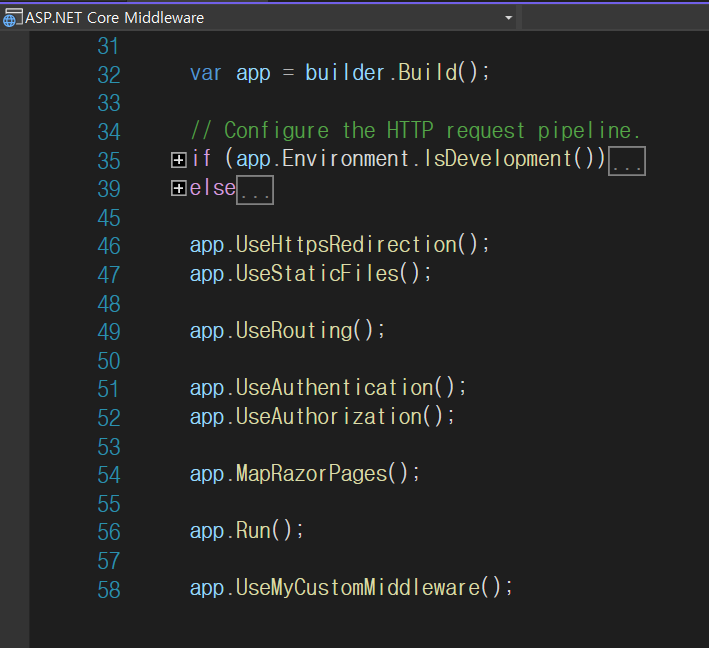 ASP.NET Core Middleware
31
32 var app = builder.Build();
33
34 // Configure the HTTP request pipeline.
35 if (app.Environment.IsDevelopment())...
39 else...
45
46 app.UseHttpsRedirection();
47 app.UseStaticFiles();
48
49 app.UseRouting();
50
51 app.UseAuthentication();
52 app.UseAuthorization();
53
54 app.MapRazorPages();
55
56 app.Run();
57
58 app.UseMyCustomMiddleware();